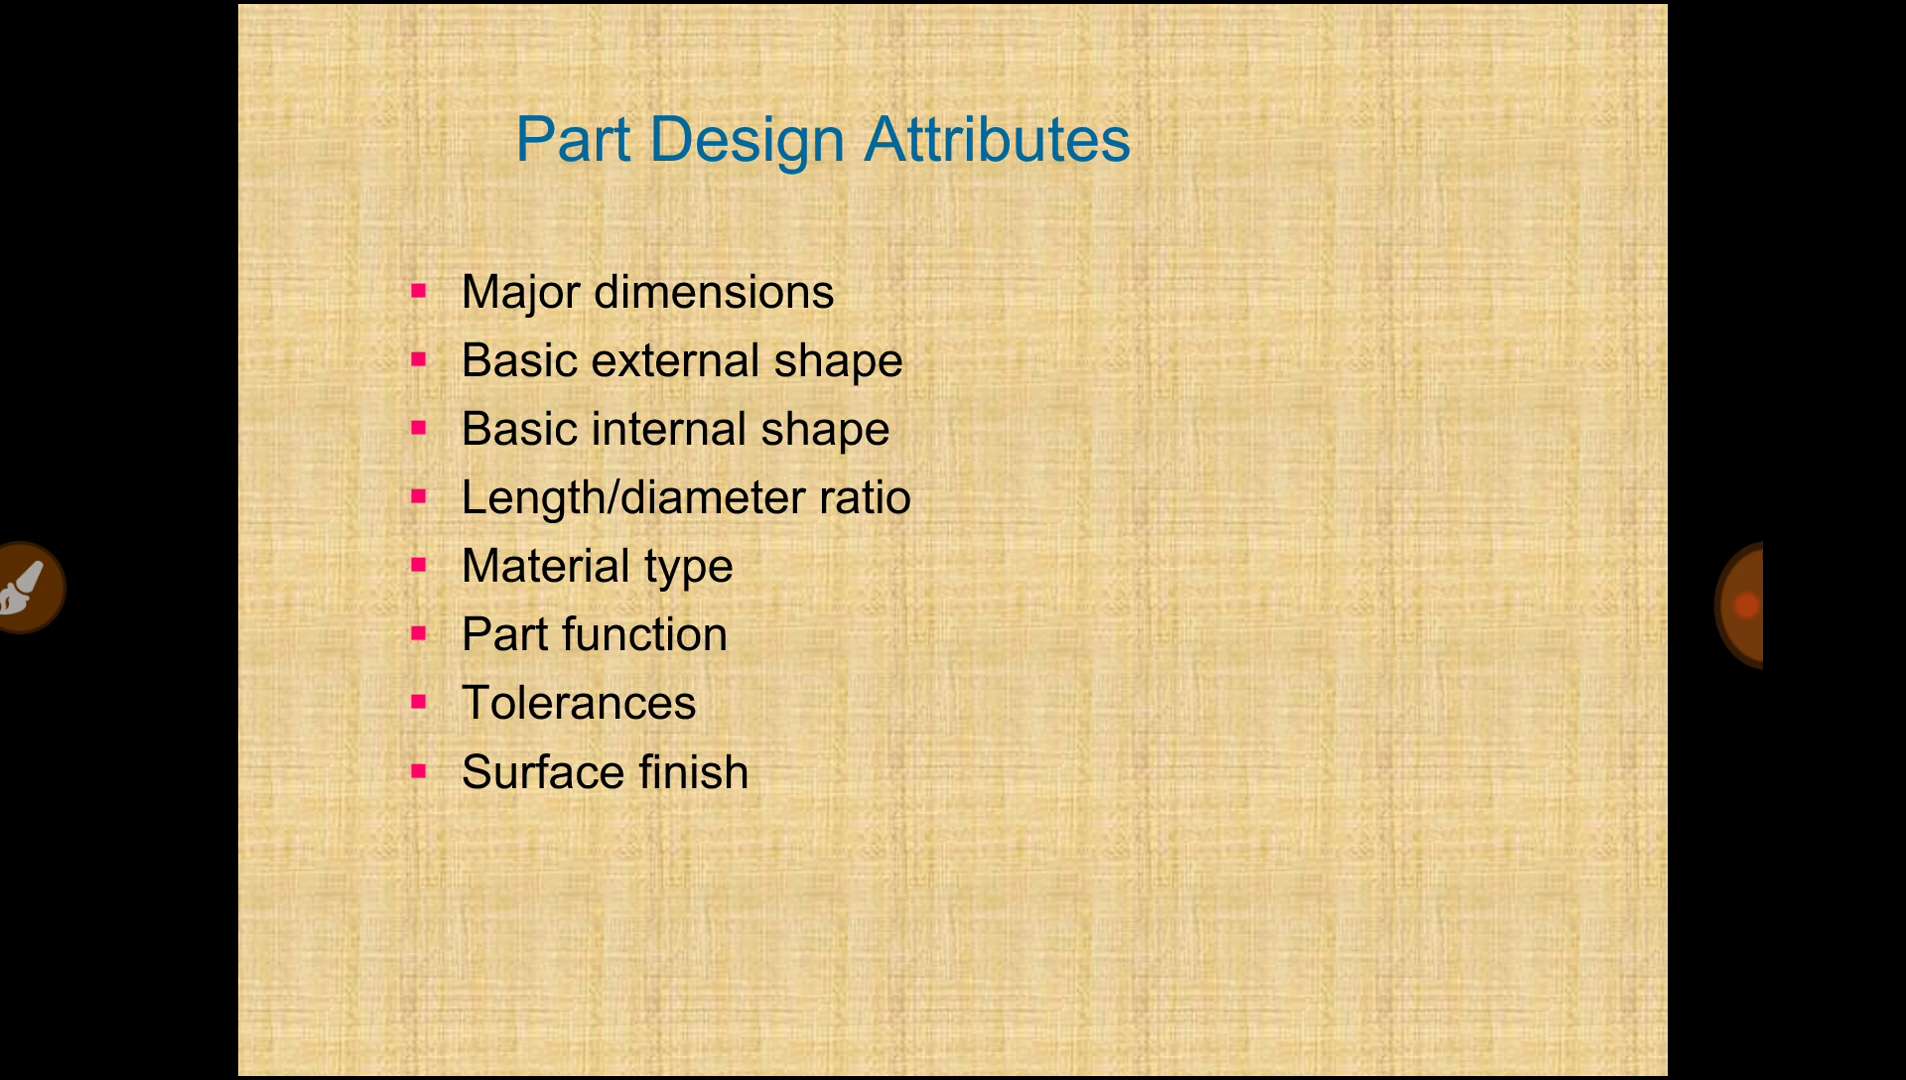 Part Design Attributes
Major dimensions
Basic external shape
Basic internal shape
Length/diameter ratio
Material type
Part function
Tolerances
Surface finish